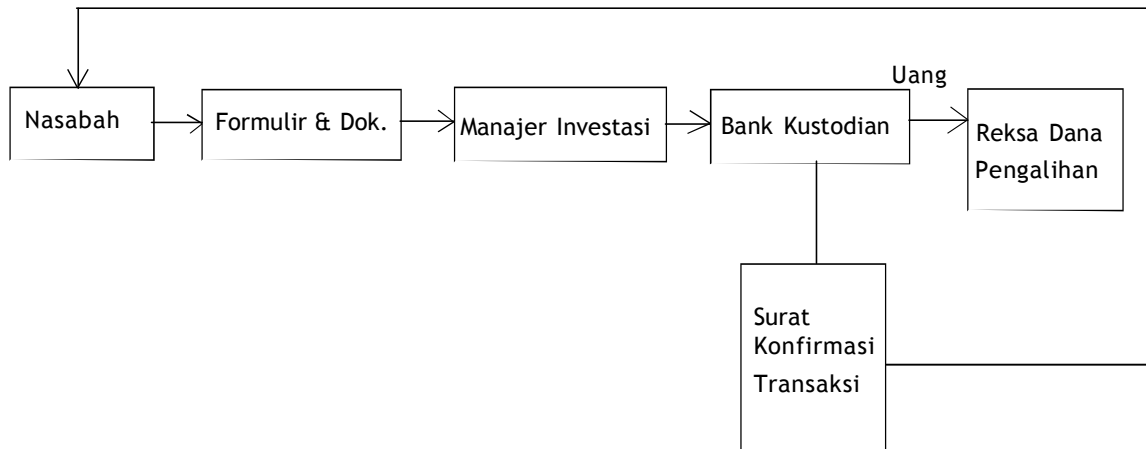 Nasabah
Formulir & Dok.
Manajer Investasi
Bank Kustodian
Uang
Reksa Dana
Pengalihan
Surat
Konfirmasi
Transaksi